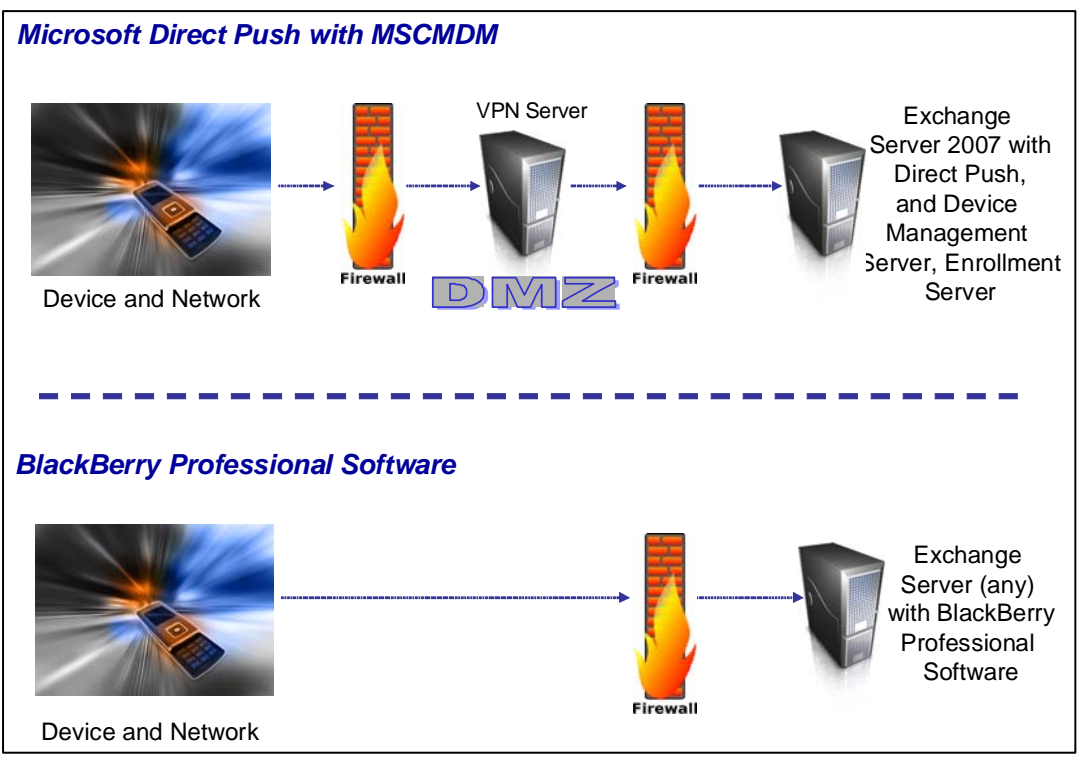 Microsoft Direct Push with MSCMDM
VPN Server
Exchange
Server 2007 with
Direct Push,
and Device
Management
Server, Enrollment
Server
Firewall
Firewall
DMZ
Device and Network
BlackBerry Professional Software
Exchange
Server (any)
with BlackBerry
Professional
Software
Firewall
Device and Network